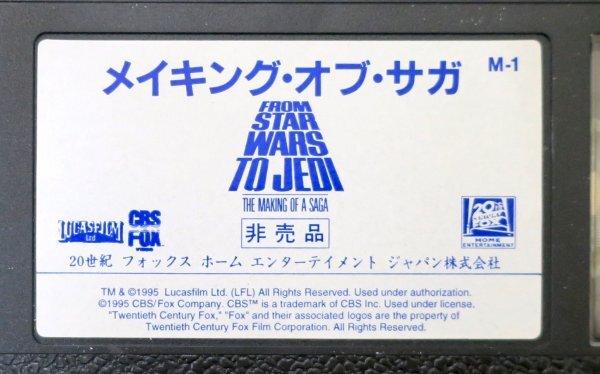 メイキング・オブ・サガ M-1
FROM
STAR
WARS
TO JEDI
THE MAKING OF A SAGA
LUCASFILM
Ltd
CBS
FOX
VIDEO
非売品
20th
CENTURY
FOX
HOME
ENTERTAINMENT
20世紀 フォックス ホーム エンターテイメント ジャパン株式会社
TM & ©1995 Lucasfilm Ltd. (LFL) All Rights Reserved. Used under authorization.
©1995 CBS/Fox Company. CBS™ is a trademark of CBS Inc. Used under license.
"Twentieth Century Fox," "Fox" and their associated logos are the property of
Twentieth Century Fox Film Corporation. All Rights Reserved.